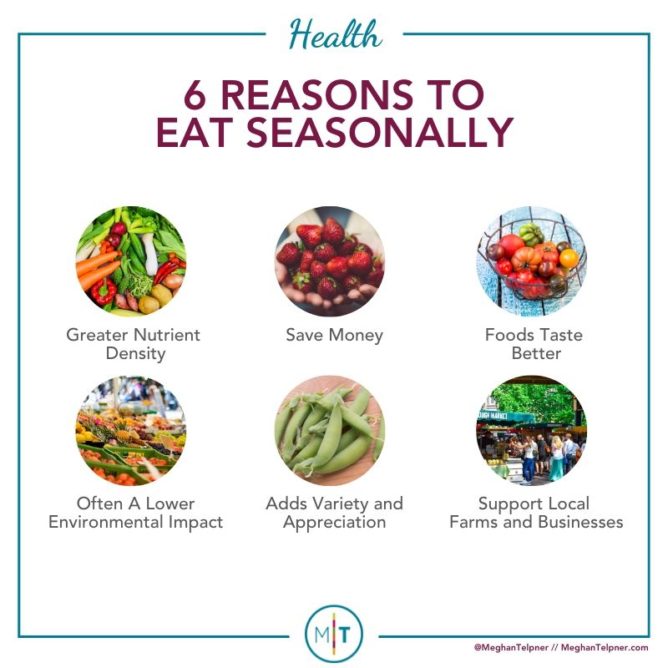 Health
6 REASONS TO
EAT SEASONALLY
Greater Nutrient
Density
Save Money
Foods Taste
Better
Often A Lower
Environmental Impact
Adds Variety and
Appreciation
Support Local
Farms and Businesses
M T
@MeghanTelpner // MeghanTelpner.com